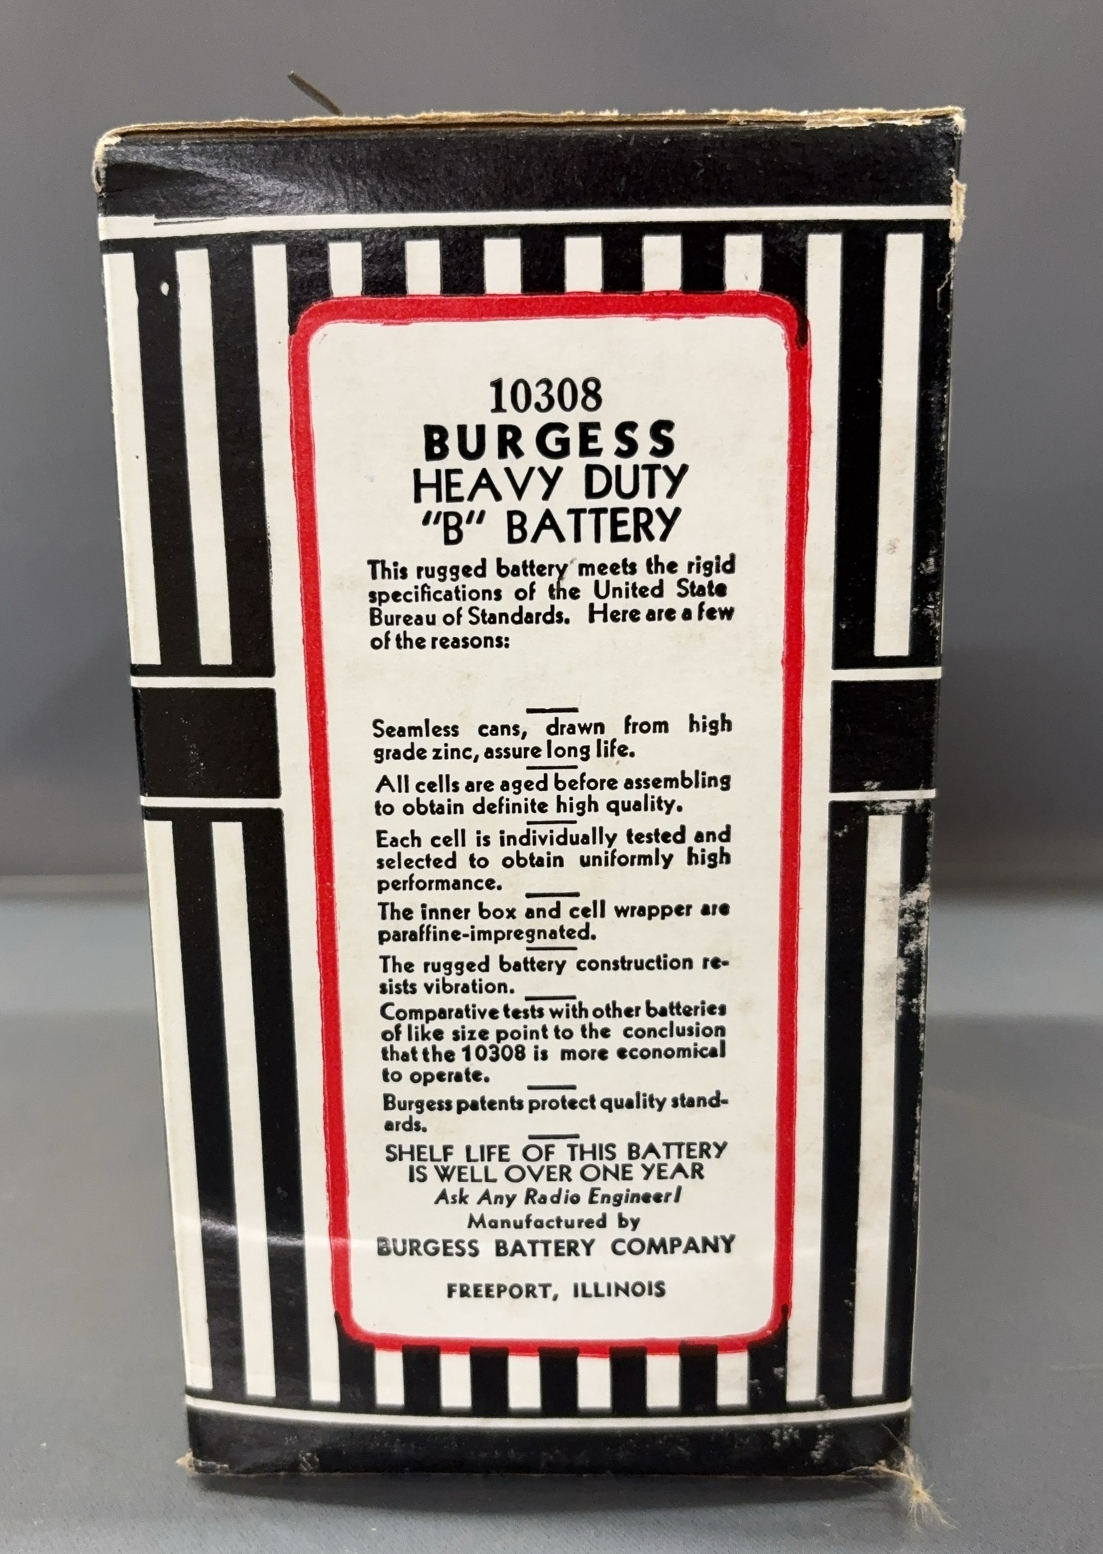 10308
BURGESS
HEAVY DUTY
"B" BATTERY
This rugged battery meets the rigid
specifications of the United State
Bureau of Standards. Here are a few
of the reasons:
Seamless cans, drawn from high
grade zinc, assure long life.
All cells are aged before assembling
to obtain definite high quality.
Each cell is individually tested and
selected to obtain uniformly high
performance.
The inner box and cell wrapper are
paraffine-impregnated.
The rugged battery construction re-
sists vibration.
Comparative tests with other batteries
of like size point to the conclusion
that the 10308 is more economical
to operate.
Burgess patents protect quality stand-
ards.
SHELF LIFE OF THIS BATTERY
IS WELL OVER ONE YEAR
Ask Any Radio Engineer!
Manufactured by
BURGESS BATTERY COMPANY
FREEPORT, ILLINOIS